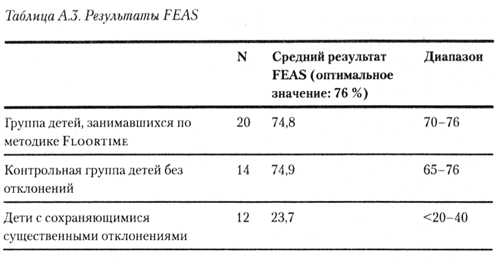 Таблица А.3. Результаты FEAS
N Средний результат Диапазон
FEAS (оптимальное
значение: 76 %)
Группа детей, занимавшихся по 20 74,8 70–76
методике FLOORTIME
Контрольная группа детей без 14 74,9 65–76
отклонений
Дети с сохраняющимися 12 23,7 <20–40
существенными отклонениями